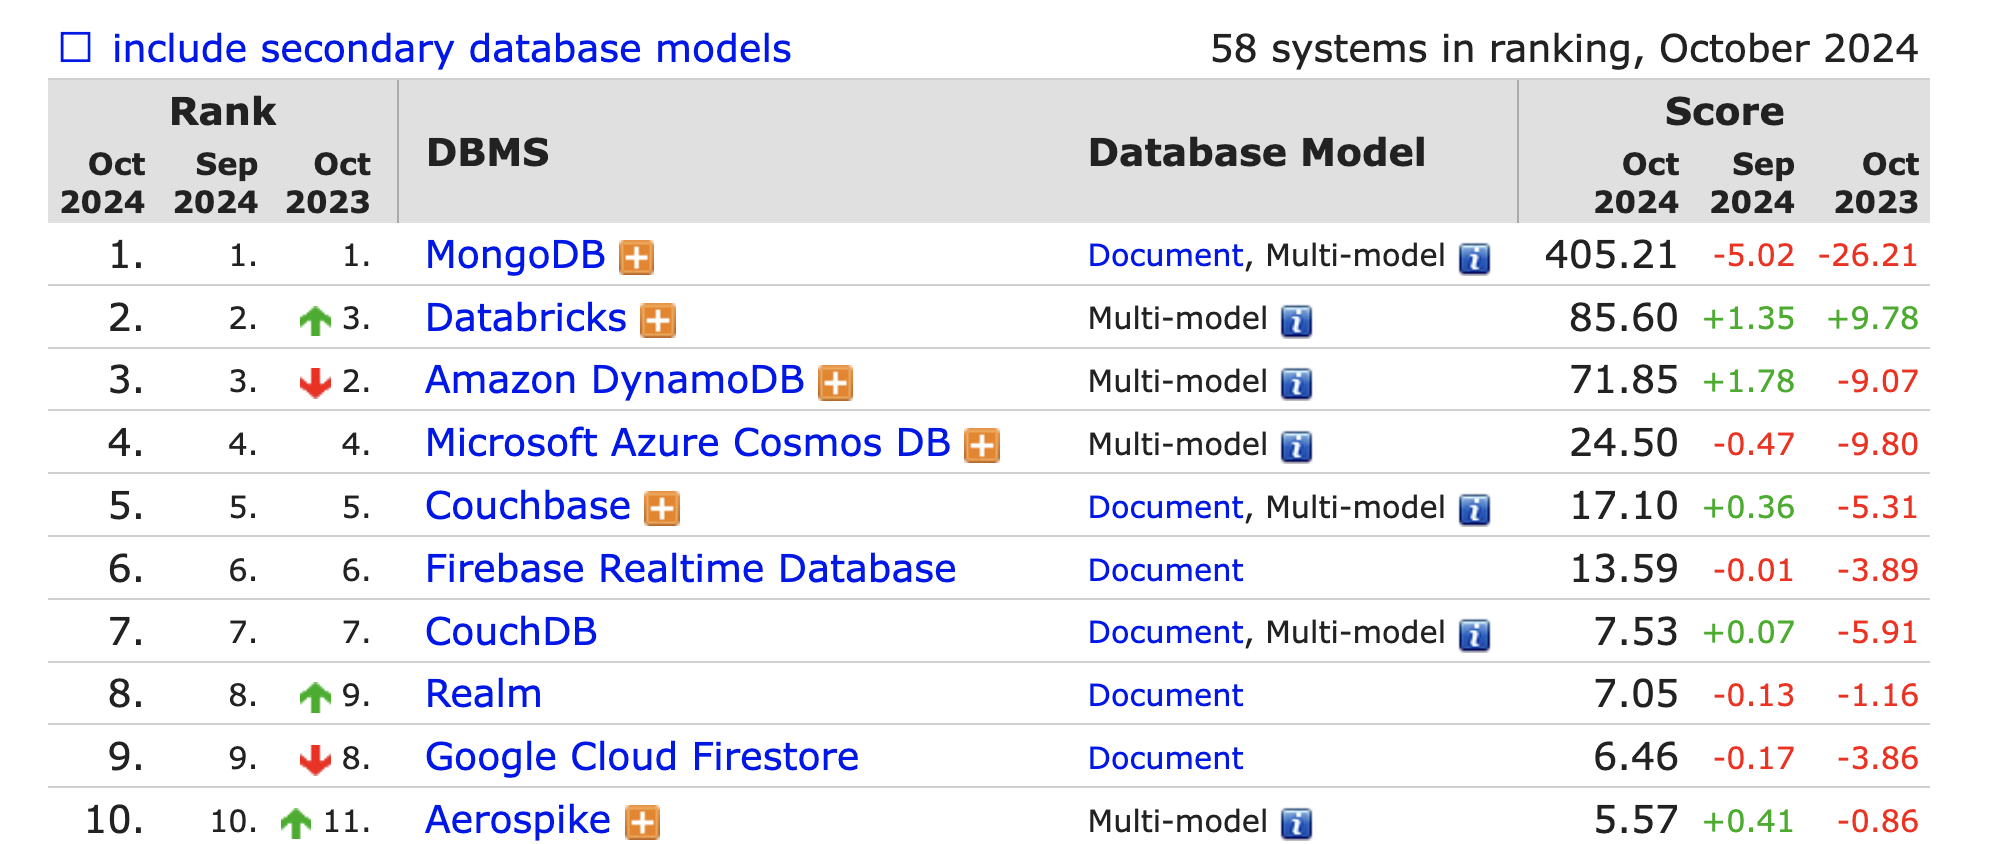 include secondary database models 58 systems in ranking, October 2024
Rank DBMS Database Model Score
Oct 2024 Sep 2024 Oct 2023 Oct 2024 Sep 2024 Oct 2023
1. 1. 1. MongoDB Document, Multi-model 405.21 -5.02 -26.21
2. 2. 3. Databricks Multi-model 85.60 +1.35 +9.78
3. 3. 2. Amazon DynamoDB Multi-model 71.85 +1.78 -9.07
4. 4. 4. Microsoft Azure Cosmos DB Multi-model 24.50 -0.47 -9.80
5. 5. 5. Couchbase Document, Multi-model 17.10 +0.36 -5.31
6. 6. 6. Firebase Realtime Database Document 13.59 -0.01 -3.89
7. 7. 7. CouchDB Document, Multi-model 7.53 +0.07 -5.91
8. 8. 9. Realm Document 7.05 -0.13 -1.16
9. 9. 8. Google Cloud Firestore Document 6.46 -0.17 -3.86
10. 10. 11. Aerospike Multi-model 5.57 +0.41 -0.86